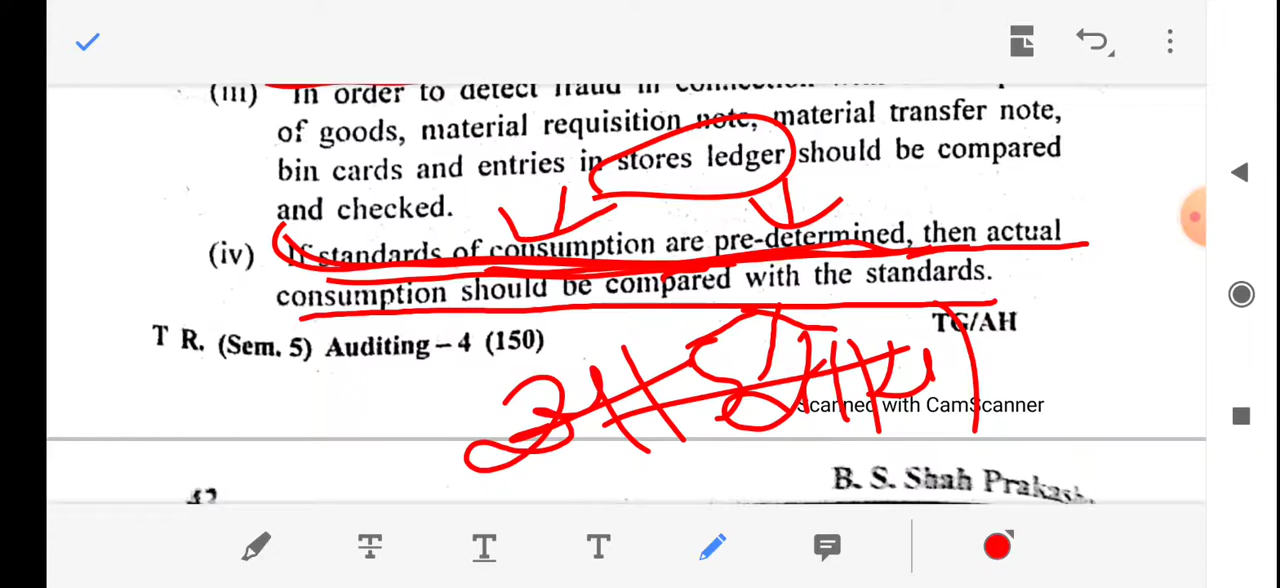 (iii) In order to detect fraud in
of goods, material requisition note, material transfer note,
bin cards and entries in stores ledger should be compared
and checked.
(iv) If standards of consumption are pre-determined, then actual
consumption should be compared with the standards.
T R. (Sem. 5) Auditing – 4 (150) TG/AH
Scanned with CamScanner
B. S. Shah Prakash.